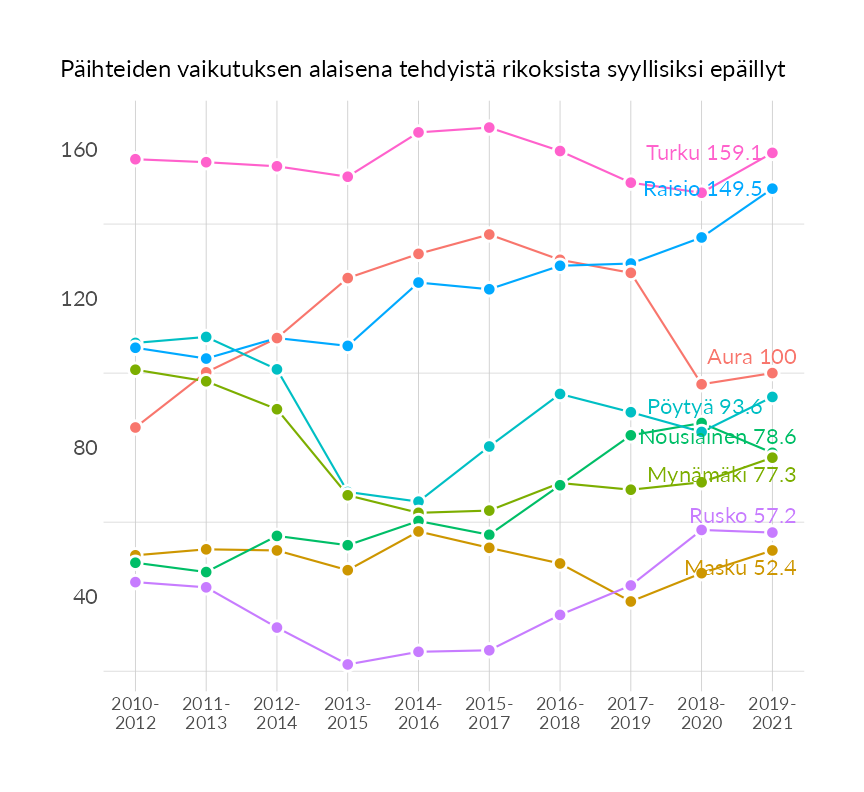 Päihteiden vaikutuksen alaisena tehdyistä rikoksista syyllisiksi epäillyt
160
Turku 159.1
Raisio 149.5
120
Aura 100
Pöytyä 93.6
Nousiainen 78.6
80
Mynämäki 77.3
Rusko 57.2
Masku 52.4
40
2010- 2011- 2012- 2013- 2014- 2015- 2016- 2017- 2018- 2019-
2012 2013 2014 2015 2016 2017 2018 2019 2020 2021